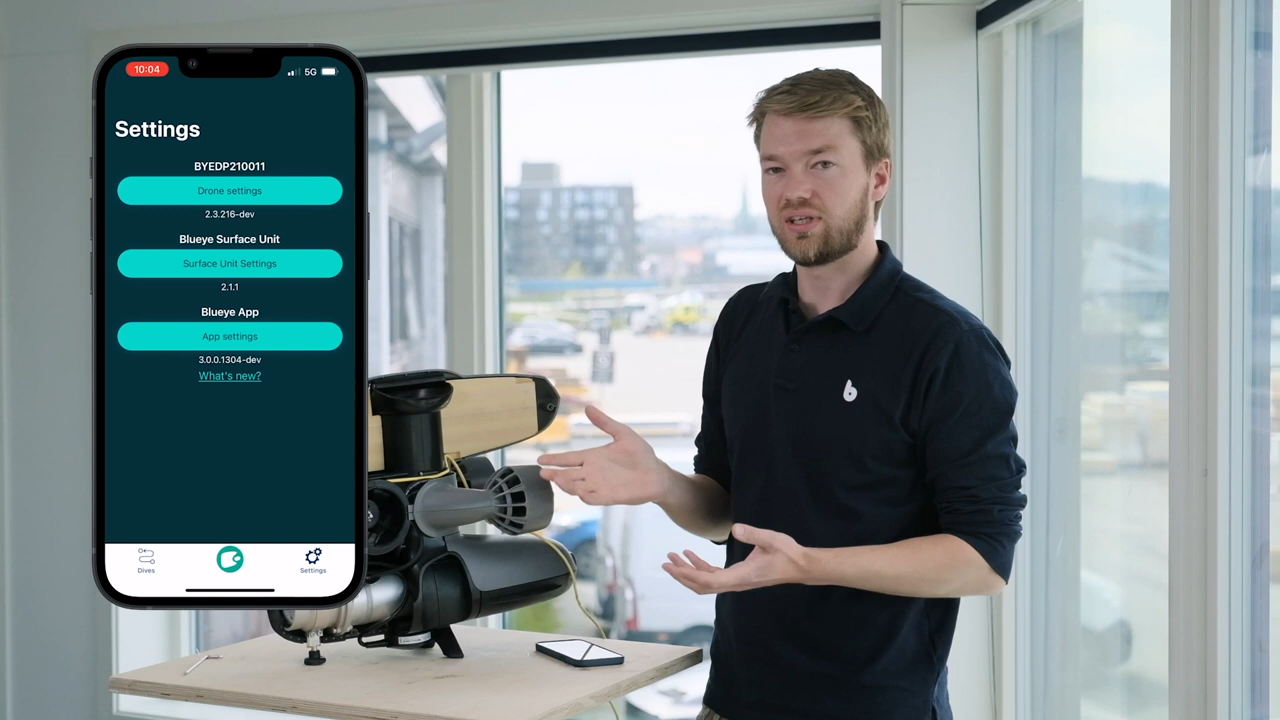 10:04
5G
Settings
BYEDP210011
Drone settings
2.3.216-dev
Blueye Surface Unit
Surface Unit Settings
2.1.1
Blueye App
App settings
3.0.0.1304-dev
What's new?
Dives
Settings